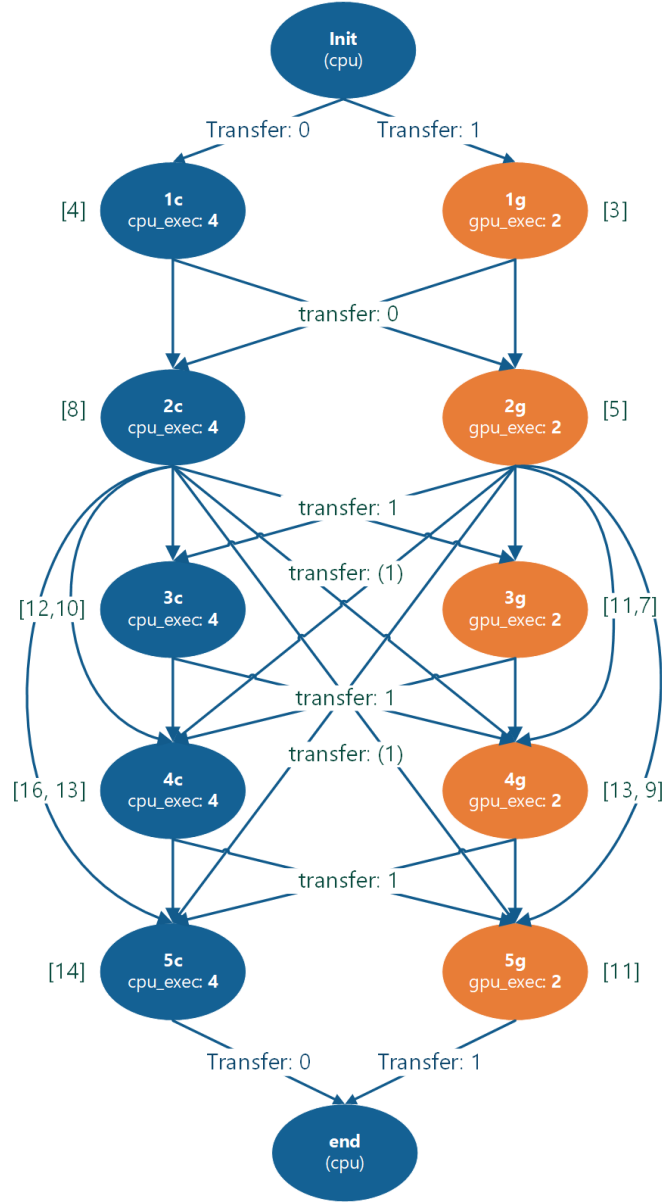 Init
(cpu)
Transfer: 0
Transfer: 1
[4]
1c
cpu_exec: 4
1g
gpu_exec: 2
[3]
transfer: 0
[8]
2c
cpu_exec: 4
2g
gpu_exec: 2
[5]
transfer: 1
transfer: (1)
[12,10]
3c
cpu_exec: 4
3g
gpu_exec: 2
[11,7]
transfer: 1
transfer: (1)
[16, 13]
4c
cpu_exec: 4
4g
gpu_exec: 2
[13, 9]
transfer: 1
[14]
5c
cpu_exec: 4
5g
gpu_exec: 2
[11]
Transfer: 0
Transfer: 1
end
(cpu)